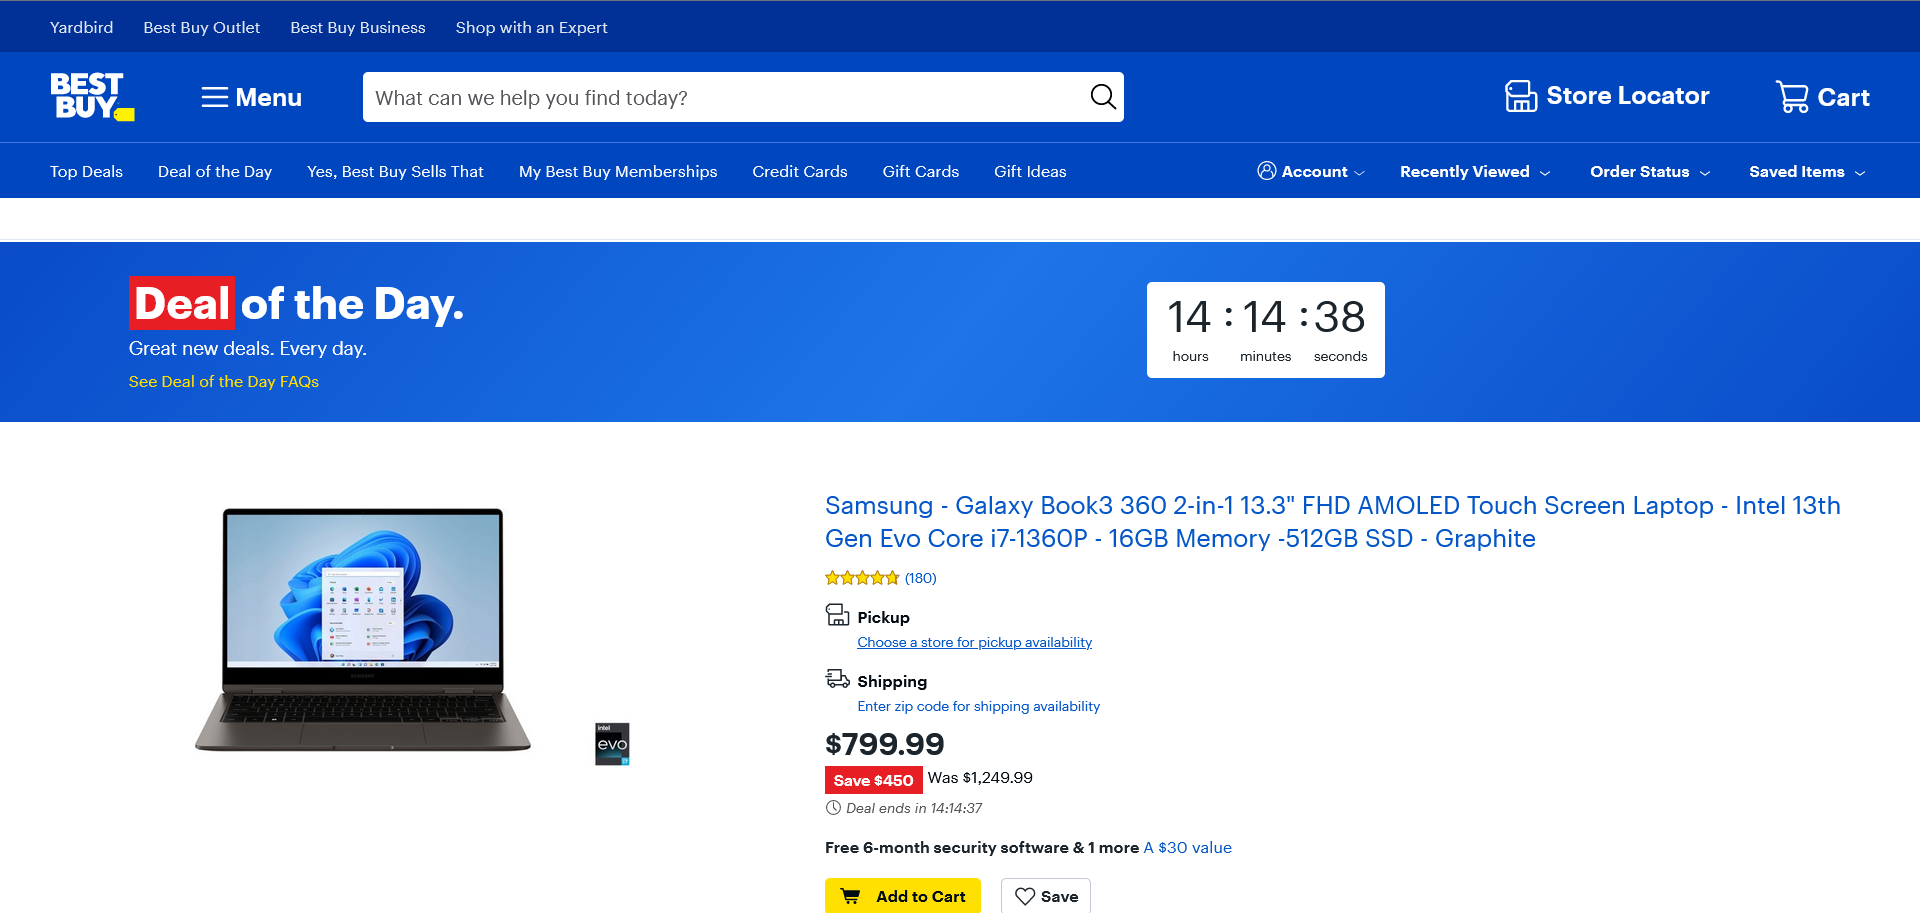 Yardbird Best Buy Outlet Best Buy Business Shop with an Expert
BEST BUY
Menu
What can we help you find today?
Store Locator
Cart
Top Deals Deal of the Day Yes, Best Buy Sells That My Best Buy Memberships Credit Cards Gift Cards Gift Ideas
Account Recently Viewed Order Status Saved Items
Deal of the Day.
Great new deals. Every day.
See Deal of the Day FAQs
14 : 14 : 38
hours minutes seconds
Samsung - Galaxy Book3 360 2-in-1 13.3" FHD AMOLED Touch Screen Laptop - Intel 13th
Gen Evo Core i7-1360P - 16GB Memory -512GB SSD - Graphite
(180)
Pickup
Choose a store for pickup availability
Shipping
Enter zip code for shipping availability
$799.99
Save $450 Was $1,249.99
Deal ends in 14:14:37
Free 6-month security software & 1 more A $30 value
Add to Cart Save
SAMSUNG
intel
evo
i7